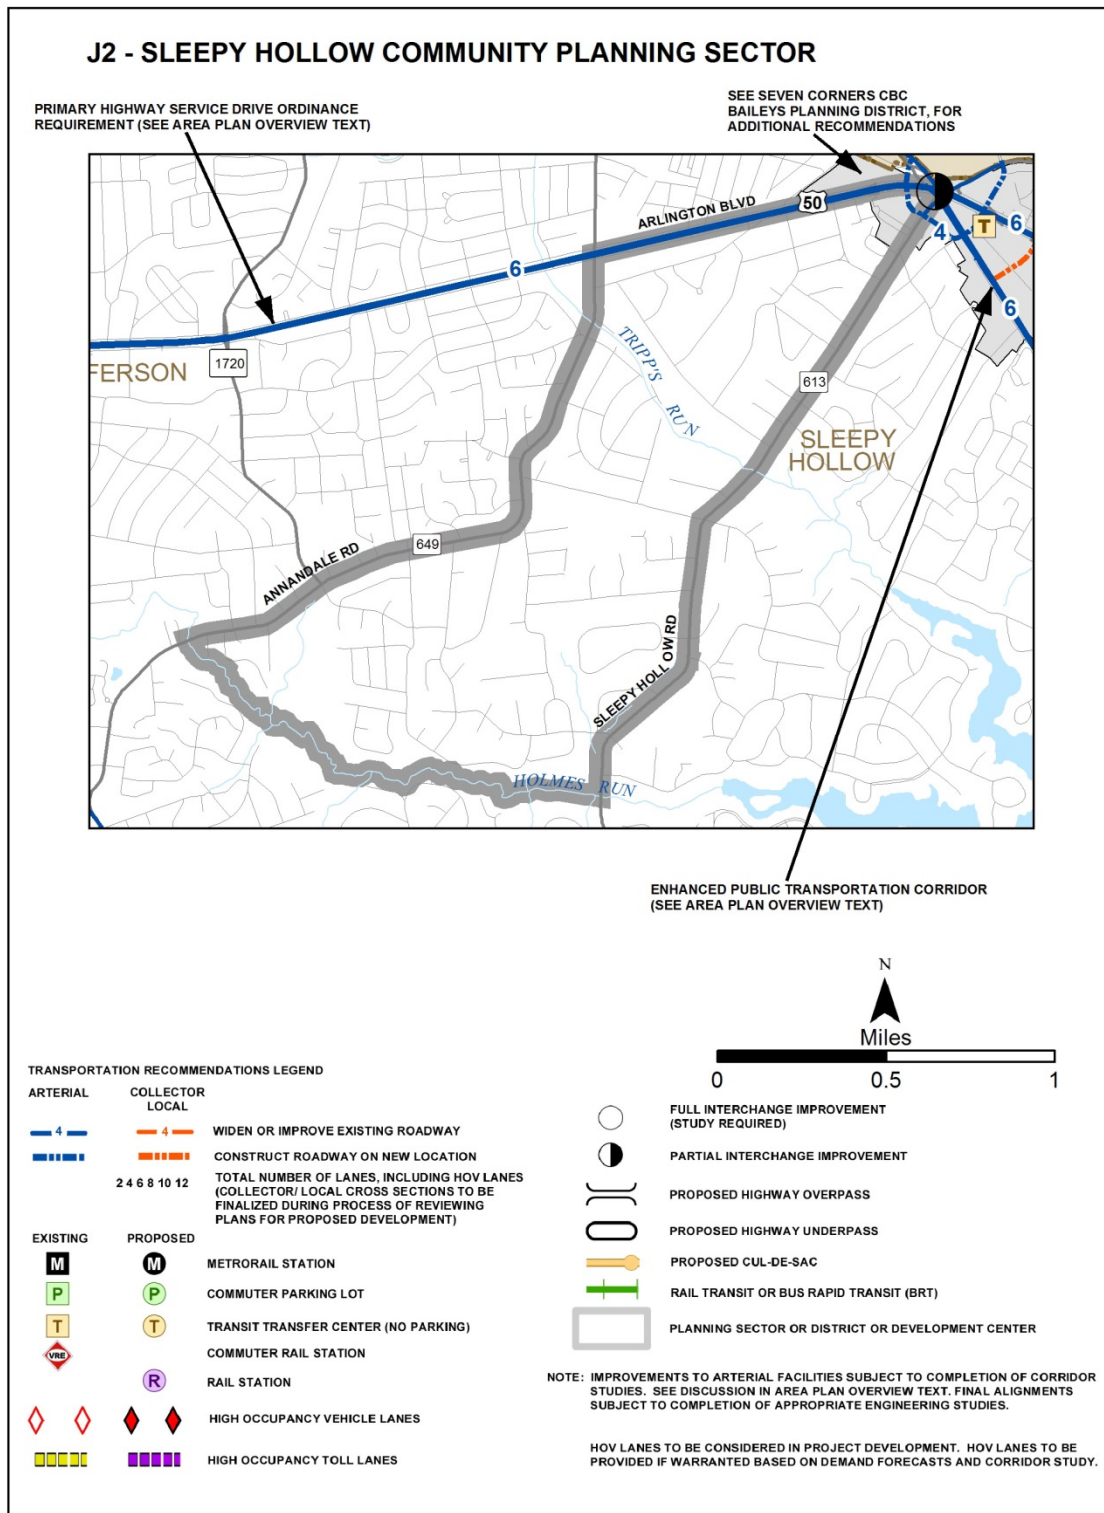 J2 - SLEEPY HOLLOW COMMUNITY PLANNING SECTOR
PRIMARY HIGHWAY SERVICE DRIVE ORDINANCE
REQUIREMENT (SEE AREA PLAN OVERVIEW TEXT)
SEE SEVEN CORNERS CBC
BAILEYS PLANNING DISTRICT, FOR
ADDITIONAL RECOMMENDATIONS
ARLINGTON BLVD
50
6
4
T
6
6
1720
FERSON
TRIPP'S
RUN
613
SLEEPY
HOLLOW
649
ANNANDALE RD
SLEEPY HOLLOW RD
HOLMES RUN
ENHANCED PUBLIC TRANSPORTATION CORRIDOR
(SEE AREA PLAN OVERVIEW TEXT)
N
Miles
0 0.5 1
TRANSPORTATION RECOMMENDATIONS LEGEND
ARTERIAL
COLLECTOR
LOCAL
4 4 WIDEN OR IMPROVE EXISTING ROADWAY
CONSTRUCT ROADWAY ON NEW LOCATION
2 4 6 8 10 12 TOTAL NUMBER OF LANES, INCLUDING HOV LANES
(COLLECTOR/ LOCAL CROSS SECTIONS TO BE
FINALIZED DURING PROCESS OF REVIEWING
PLANS FOR PROPOSED DEVELOPMENT)
EXISTING PROPOSED
M M METRORAIL STATION
P P COMMUTER PARKING LOT
T T TRANSIT TRANSFER CENTER (NO PARKING)
VRE COMMUTER RAIL STATION
R RAIL STATION
HIGH OCCUPANCY VEHICLE LANES
HIGH OCCUPANCY TOLL LANES
FULL INTERCHANGE IMPROVEMENT
(STUDY REQUIRED)
PARTIAL INTERCHANGE IMPROVEMENT
PROPOSED HIGHWAY OVERPASS
PROPOSED HIGHWAY UNDERPASS
PROPOSED CUL-DE-SAC
RAIL TRANSIT OR BUS RAPID TRANSIT (BRT)
PLANNING SECTOR OR DISTRICT OR DEVELOPMENT CENTER
NOTE: IMPROVEMENTS TO ARTERIAL FACILITIES SUBJECT TO COMPLETION OF CORRIDOR
STUDIES. SEE DISCUSSION IN AREA PLAN OVERVIEW TEXT. FINAL ALIGNMENTS
SUBJECT TO COMPLETION OF APPROPRIATE ENGINEERING STUDIES.
HOV LANES TO BE CONSIDERED IN PROJECT DEVELOPMENT. HOV LANES TO BE
PROVIDED IF WARRANTED BASED ON DEMAND FORECASTS AND CORRIDOR STUDY.